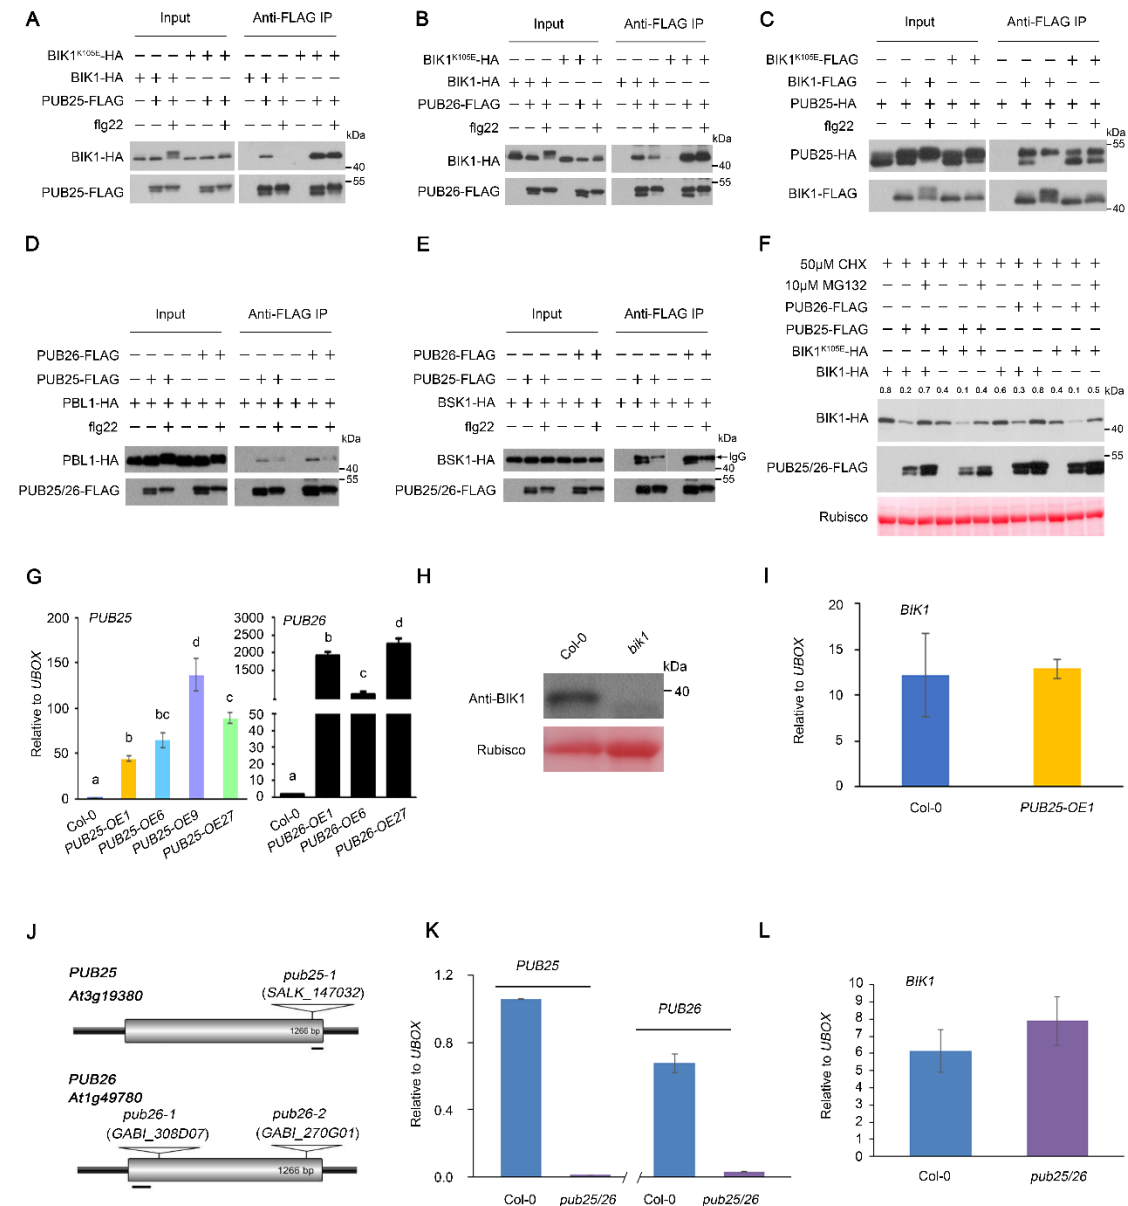 A
Input Anti-FLAG IP
BIK1K105E-HA − − − + + + − − − + + +
BIK1-HA + + + − − − + + + − − −
PUB25-FLAG − + + − + + − + + − + +
flg22 − − + − − + − − + − − +
kDa
BIK1-HA
40
55
PUB25-FLAG
B
Input Anti-FLAG IP
BIK1K105E-HA − − − + + + − − − + + +
BIK1-HA + + + − − − + + + − − −
PUB26-FLAG − + + − + + − + + − + +
flg22 − − + − − + − − + − − +
kDa
BIK1-HA
40
55
PUB26-FLAG
C
Input Anti-FLAG IP
BIK1K105E-FLAG − − − + + − − − + +
BIK1-FLAG − + + − − − + + − −
PUB25-HA + + + + + + + + + +
flg22 − − + − + − − + − +
kDa
55
PUB25-HA
BIK1-FLAG
40
D
Input Anti-FLAG IP
PUB26-FLAG − − − − + + − − − − + +
PUB25-FLAG − + + − − − − + + − − −
PBL1-HA + + + + + + + + + + + +
flg22 − − + − − + − − + − − +
kDa
PBL1-HA
40
55
PUB25/26-FLAG
E
Input Anti-FLAG IP
PUB26-FLAG − − − − + + − − − − + +
PUB25-FLAG − + + − − − − + + − − −
BSK1-HA + + + + + + + + + + + +
flg22 − − + − − + − − + − − +
kDa
BSK1-HA
IgG
40
55
PUB25/26-FLAG
F
50µM CHX + + + + + + + + + + + +
10µM MG132 − − + − − + − − + − − +
PUB26-FLAG − − − − − − − + + − + +
PUB25-FLAG − + + − + + − − − − − −
BIK1K105E-HA − − − + + + − − − + + +
BIK1-HA + + + − − − + + + − − −
0.8 0.2 0.7 0.4 0.1 0.4 0.6 0.3 0.8 0.4 0.1 0.5 kDa
BIK1-HA
40
55
PUB25/26-FLAG
Rubisco
G
Relative to UBOX
PUB25
200
150
100
50
0
a
b
bc
d
c
Col-0
PUB25-OE1
PUB25-OE6
PUB25-OE9
PUB25-OE27
PUB26
3000
2500
2000
1500
50
40
30
20
10
0
a
b
c
d
Col-0
PUB26-OE1
PUB26-OE6
PUB26-OE27
H
Col-0 bik1
kDa
Anti-BIK1
40
Rubisco
I
Relative to UBOX
BIK1
20
15
10
5
0
Col-0 PUB25-OE1
J
PUB25
At3g19380
pub25-1
(SALK_147032)
1266 bp
PUB26
At1g49780
pub26-1 pub26-2
(GABI_308D07) (GABI_270G01)
1266 bp
K
Relative to UBOX
PUB25
PUB26
1.2
0.8
0.4
0.0
Col-0 pub25/26 Col-0 pub25/26
L
Relative to UBOX
BIK1
10
9
8
7
6
5
4
3
2
1
0
Col-0 pub25/26